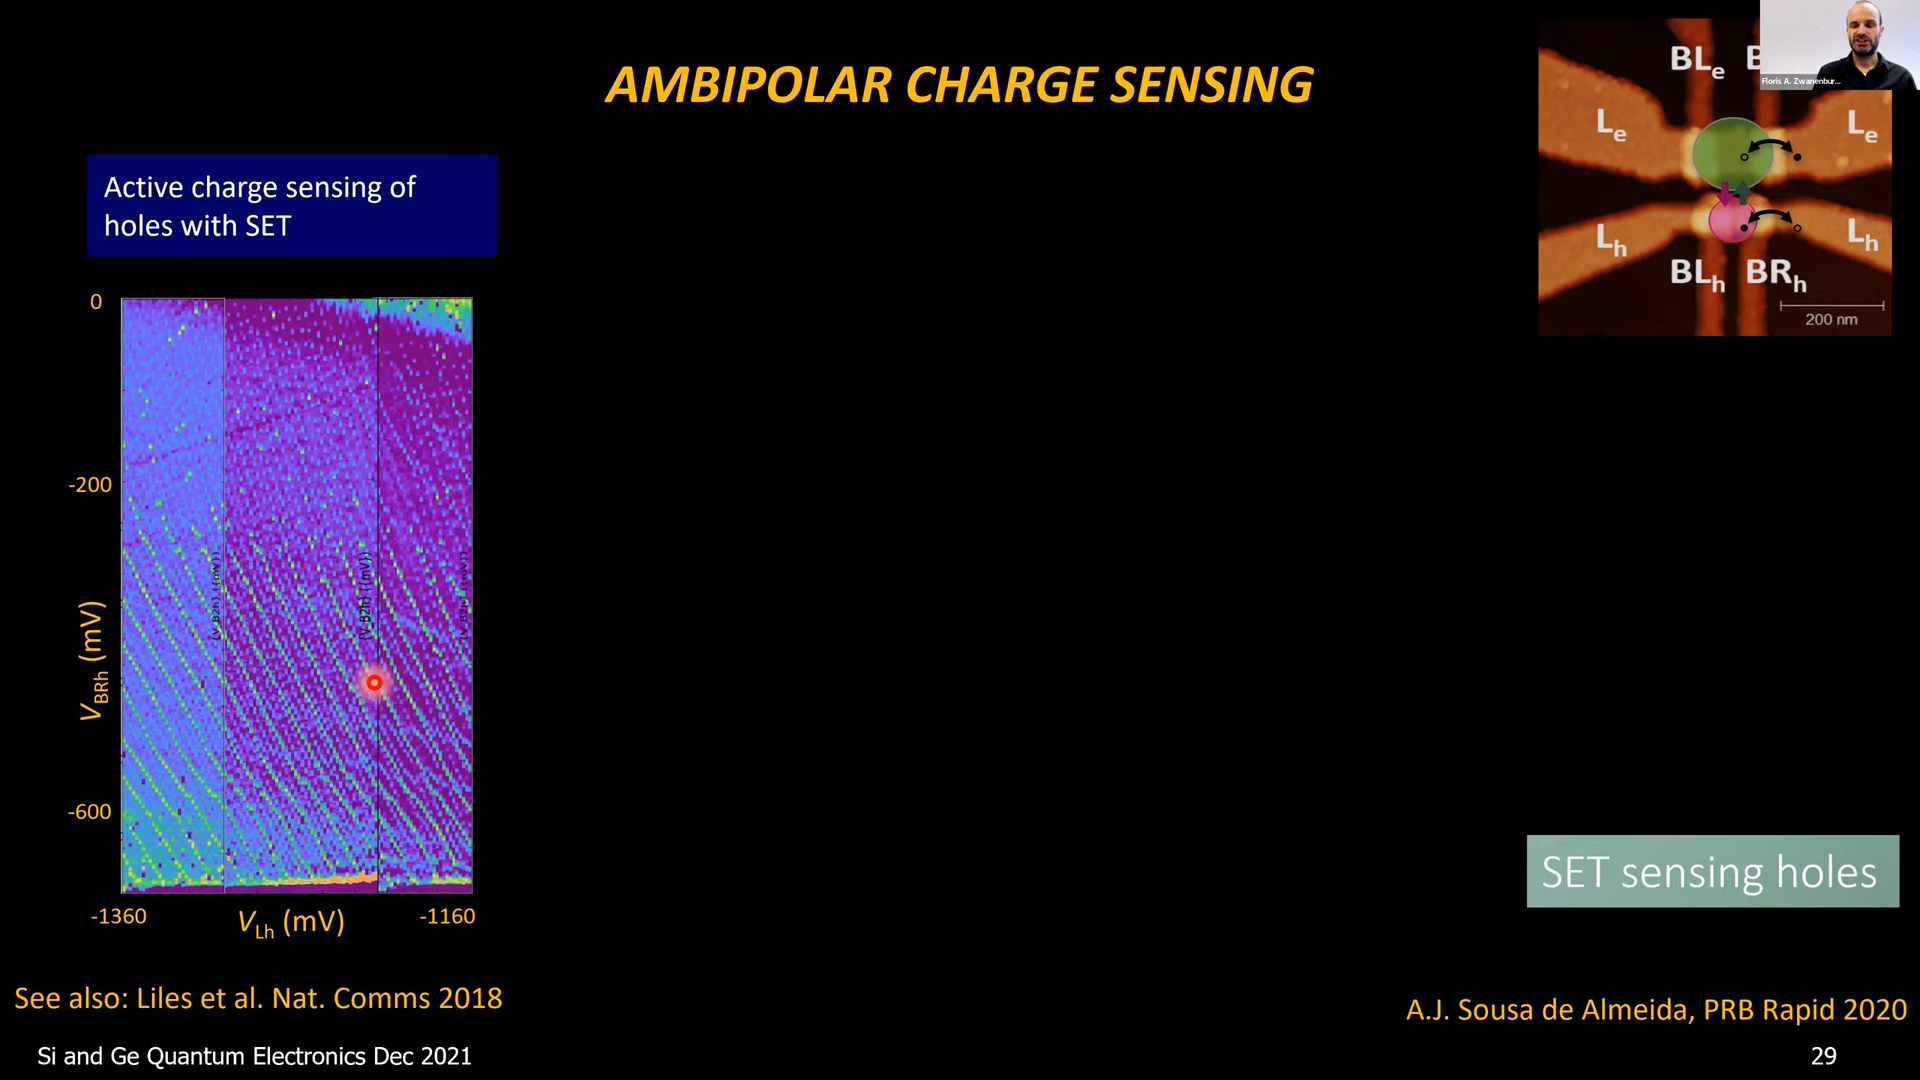 AMBIPOLAR CHARGE SENSING
BLe
B
Floris A. Zwanenbur...
Le
Le
Lh
Lh
BLh
BRh
200 nm
Active charge sensing of
holes with SET
0
-200
-600
VBRh (mV)
-1360
VLh (mV)
-1160
SET sensing holes
See also: Liles et al. Nat. Comms 2018
A.J. Sousa de Almeida, PRB Rapid 2020
Si and Ge Quantum Electronics Dec 2021
29